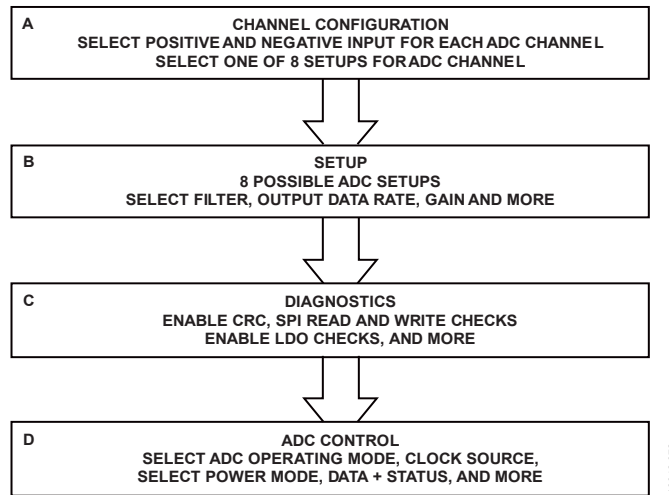 A
CHANNEL CONFIGURATION
SELECT POSITIVE AND NEGATIVE INPUT FOR EACH ADC CHANNEL
SELECT ONE OF 8 SETUPS FOR ADC CHANNEL
B
SETUP
8 POSSIBLE ADC SETUPS
SELECT FILTER, OUTPUT DATA RATE, GAIN AND MORE
C
DIAGNOSTICS
ENABLE CRC, SPI READ AND WRITE CHECKS
ENABLE LDO CHECKS, AND MORE
D
ADC CONTROL
SELECT ADC OPERATING MODE, CLOCK SOURCE,
SELECT POWER MODE, DATA + STATUS, AND MORE